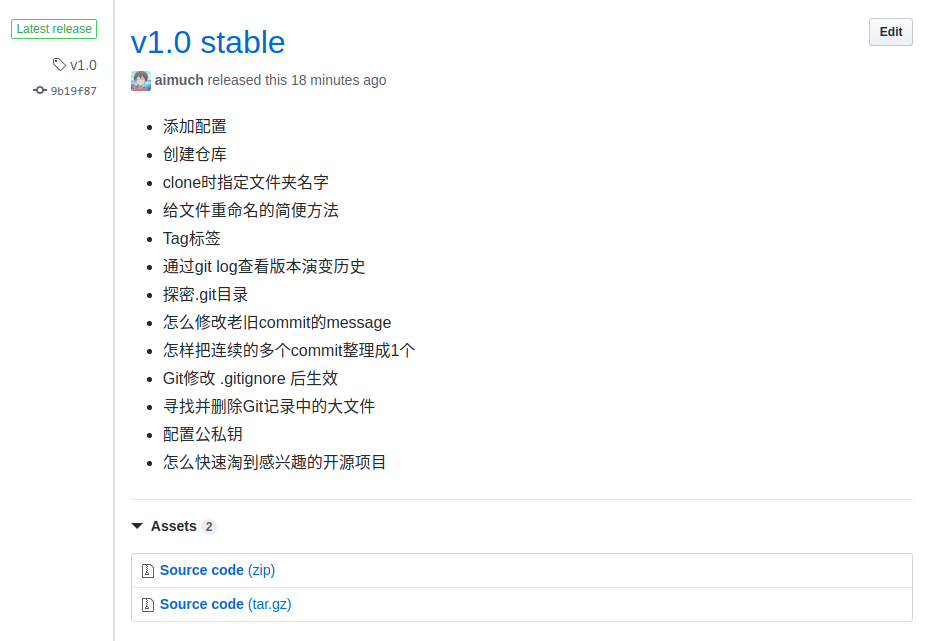 Latest release
v1.0
9b19f87
v1.0 stable
Edit
aimuch released this 18 minutes ago
添加配置
创建仓库
clone时指定文件夹名字
给文件重命名的简便方法
Tag标签
通过git log查看版本演变历史
探密.git目录
怎么修改老旧commit的message
怎样把连续的多个commit整理成1个
Git修改 .gitignore 后生效
寻找并删除Git记录中的大文件
配置公私钥
怎么快速淘到感兴趣的开源项目
Assets 2
Source code (zip)
Source code (tar.gz)